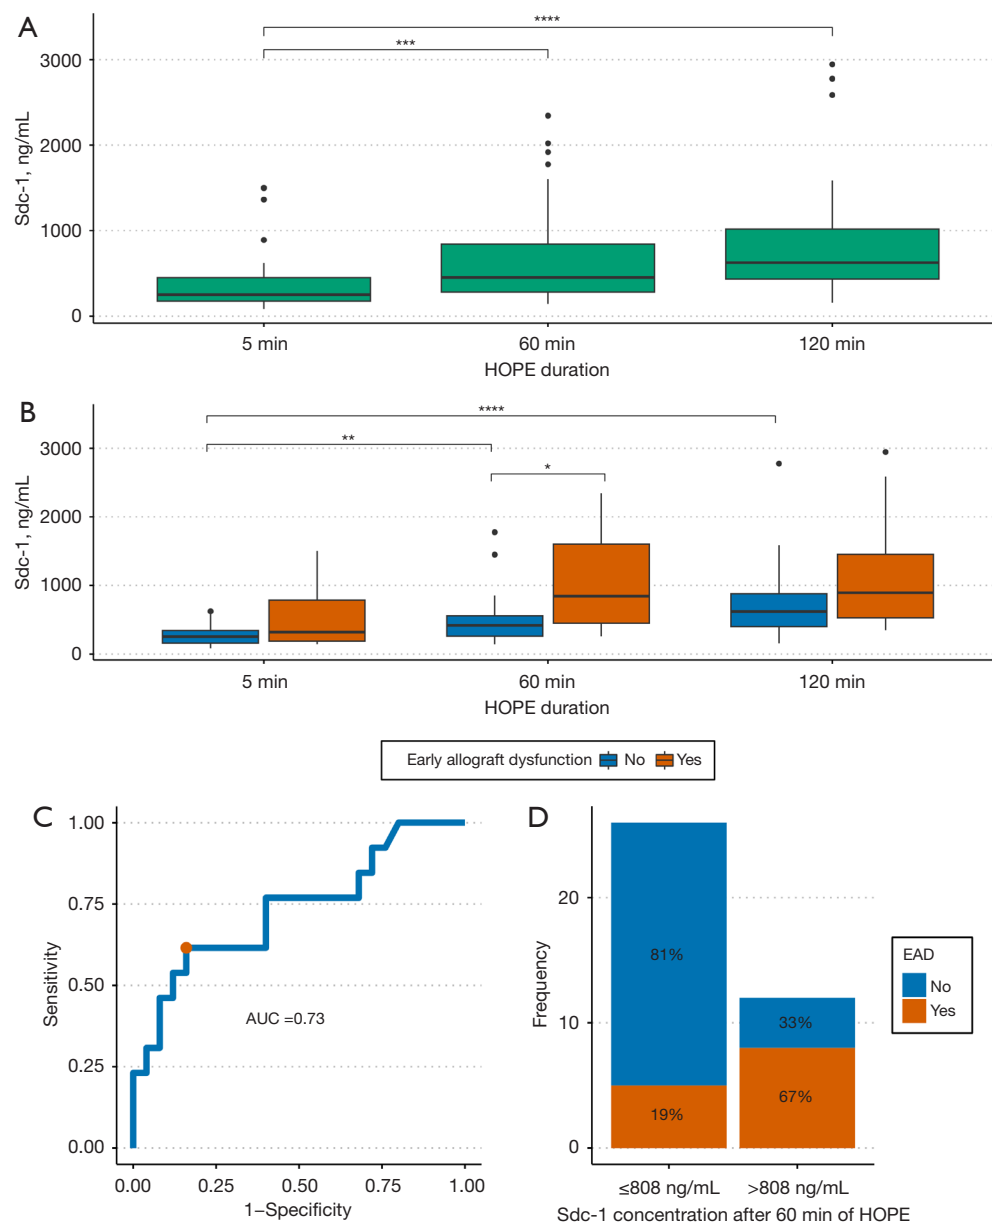 A
****
***
3000
2000
1000
0
Sdc-1, ng/mL
5 min
60 min
120 min
HOPE duration
B
****
**
*
3000
2000
1000
0
Sdc-1, ng/mL
5 min
60 min
120 min
HOPE duration
Early allograft dysfunction No Yes
C
1.00
0.75
0.50
0.25
0.00
Sensitivity
AUC =0.73
0.00
0.25
0.50
0.75
1.00
1–Specificity
D
20
10
0
Frequency
81%
19%
33%
67%
≤808 ng/mL
>808 ng/mL
Sdc-1 concentration after 60 min of HOPE
EAD
No
Yes